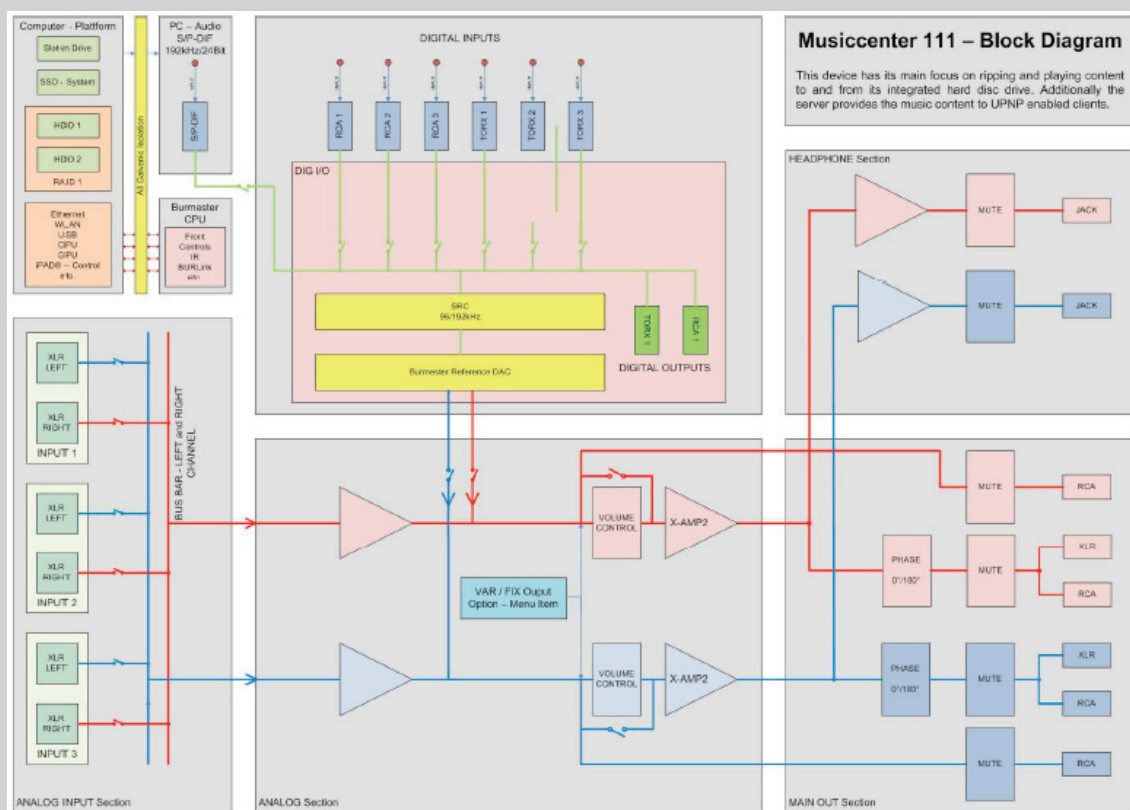 Computer - Plattform
Slot-in Drive
SSD - System
HDD 1
HDD 2
RAID 1
Ethernet
WLAN
USB
CIPU
GIPU
iPAD® – Control
etc.
All Galvanic Isolation
PC – Audio
S/P-DIF
192kHz/24Bit
S/P-DIF
Burmaster
CPU
Front
Controls
IR
BURLink
etc.
DIGITAL INPUTS
RCA 1
RCA 2
RCA 3
TORX 1
TORX 2
TORX 3
DIG I/O
SRC
96/192kHz
Burmester Reference DAC
TORX 1
RCA 1
DIGITAL OUTPUTS
Musiccenter 111 – Block Diagram
This device has its main focus on ripping and playing content
to and from its integrated hard disc drive. Additionally the
server provides the music content to UPNP enabled clients.
HEADPHONE Section
MUTE
JACK
MUTE
JACK
XLR
LEFT
XLR
RIGHT
INPUT 1
XLR
LEFT
XLR
RIGHT
INPUT 2
XLR
LEFT
XLR
RIGHT
INPUT 3
BUS BAR - LEFT and RIGHT
CHANNEL
ANALOG INPUT Section
VOLUME
CONTROL
X-AMP2
VAR / FIX Ouput
Option – Menu Item
VOLUME
CONTROL
X-AMP2
ANALOG Section
MUTE
RCA
PHASE
0°/180°
MUTE
XLR
RCA
PHASE
0°/180°
MUTE
XLR
RCA
MUTE
RCA
MAIN OUT Section